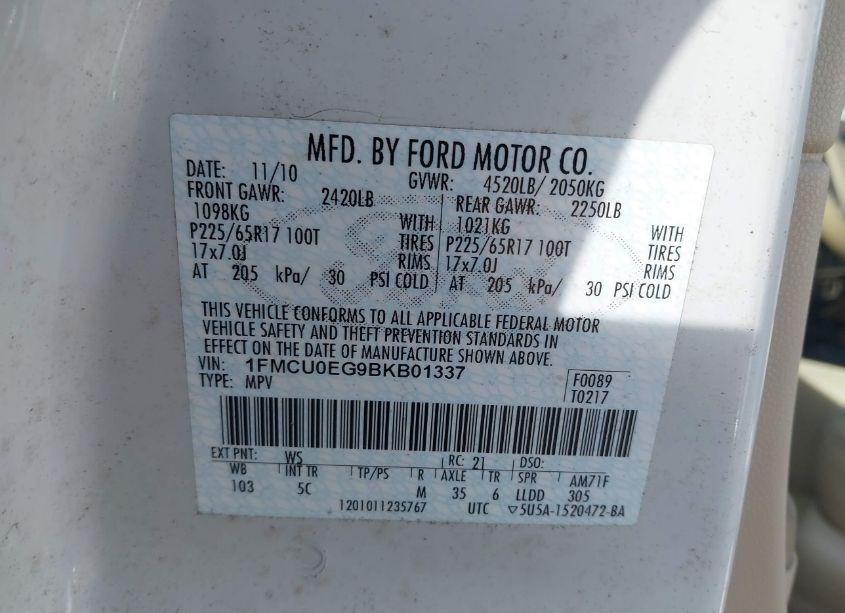 MFD. BY FORD MOTOR CO.
DATE: 11/10 GVWR: 4520LB/ 2050KG
FRONT GAWR: 2420LB REAR GAWR: 2250LB
1098KG WITH 1021KG WITH
P225/65R17 100T TIRES P225/65R17 100T TIRES
17x7.0J RIMS 17x7.0J RIMS
AT 205 kPa/ 30 PSI COLD AT 205 kPa/ 30 PSI COLD
THIS VEHICLE CONFORMS TO ALL APPLICABLE FEDERAL MOTOR
VEHICLE SAFETY AND THEFT PREVENTION STANDARDS IN
EFFECT ON THE DATE OF MANUFACTURE SHOWN ABOVE.
VIN: 1FMCU0EG9BKB01337 F0089
TYPE: MPV T0217
EXT PNT: WS RC: 21 DSO:
WB INT TR TP/PS R AXLE TR SPR AM71F
103 5C M 35 6 LLDD 305
1201011235767 UTC ▽5U5A-1520472-BA